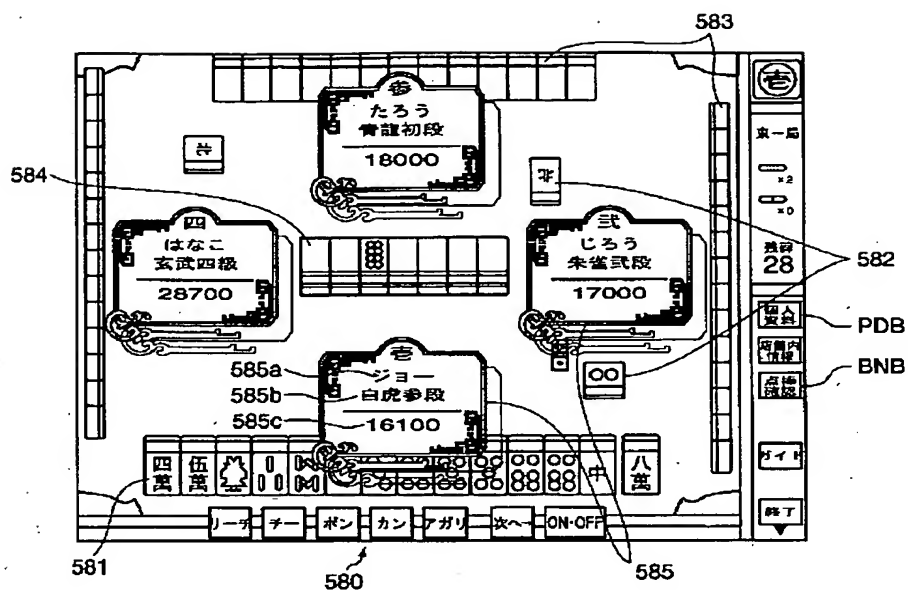 583
壱
参
たろう
青龍初段
18000
東一局
×2
×0
残牌
28
584
北
北
四
はなこ
玄武四級
28700
弐
じろう
朱雀弐段
17000
582
個人
資料
PDB
店舗内
情報
点棒
確認
BNB
壱
585a
ジョー
585b
白虎参段
585c
16100
四萬
伍萬
中
八萬
ガイド
終了
リーチ
チー
ポン
カン
アガリ
次へ
ON・OFF
581
580
585